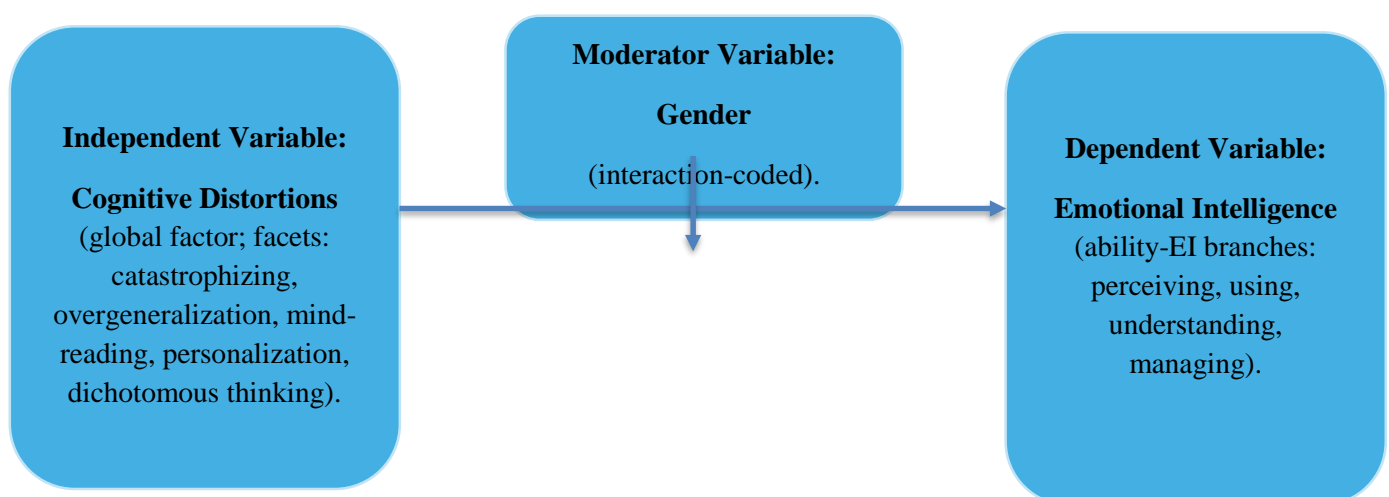 Independent Variable:
Cognitive Distortions
(global factor; facets:
catastrophizing,
overgeneralization, mind-
reading, personalization,
dichotomous thinking).
Moderator Variable:
Gender
(interaction-coded).
Dependent Variable:
Emotional Intelligence
(ability-EI branches:
perceiving, using,
understanding,
managing).